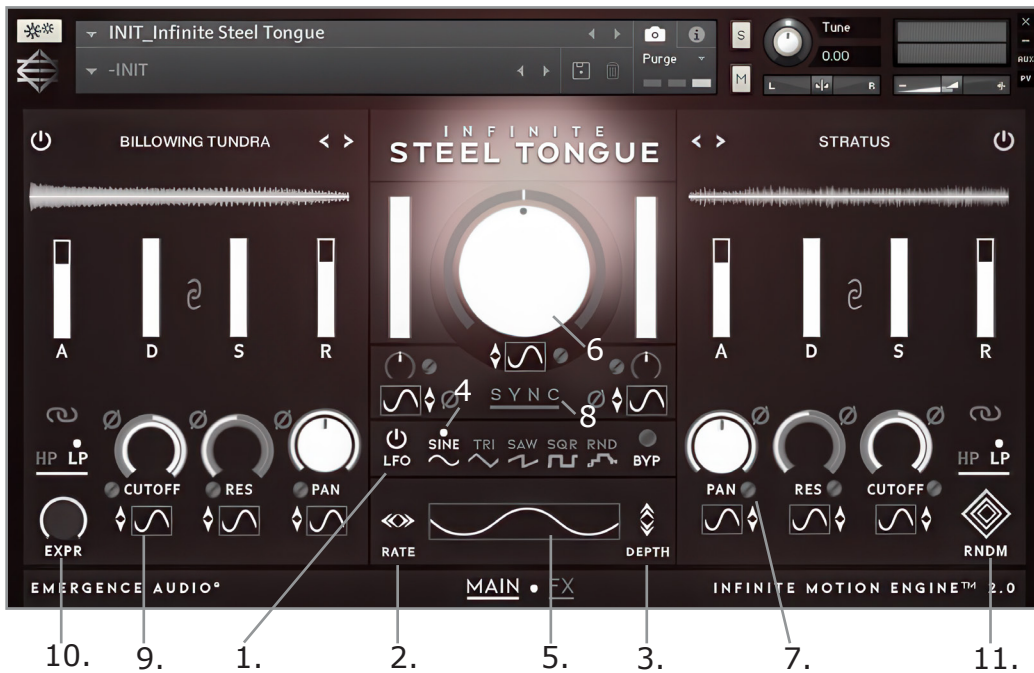 INIT_Infinite Steel Tongue
-INIT
Purge
S
M
Tune
0.00
L R
AUX
PV
BILLOWING TUNDRA
INFINITE
STEEL TONGUE
STRATUS
A D S R
A D S R
6
4
SYNC
8
HP LP
CUTOFF RES PAN
LFO SINE TRI SAW SQR RND BYP
PAN RES CUTOFF
HP LP
EXPR
RATE
DEPTH
RNDM
EMERGENCE AUDIO
MAIN • FX
INFINITE MOTION ENGINE™ 2.0
10. 9. 1. 2. 5. 3. 7. 11.